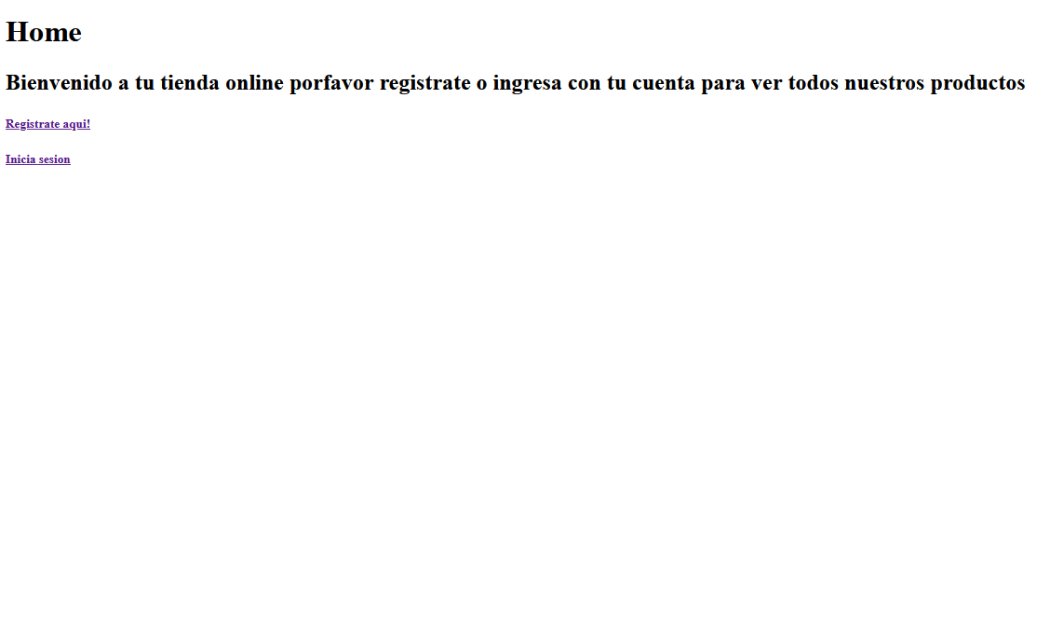 Home
Bienvenido a tu tienda online porfavor registrate o ingresa con tu cuenta para ver todos nuestros productos
Registrate aqui!
Inicia sesion